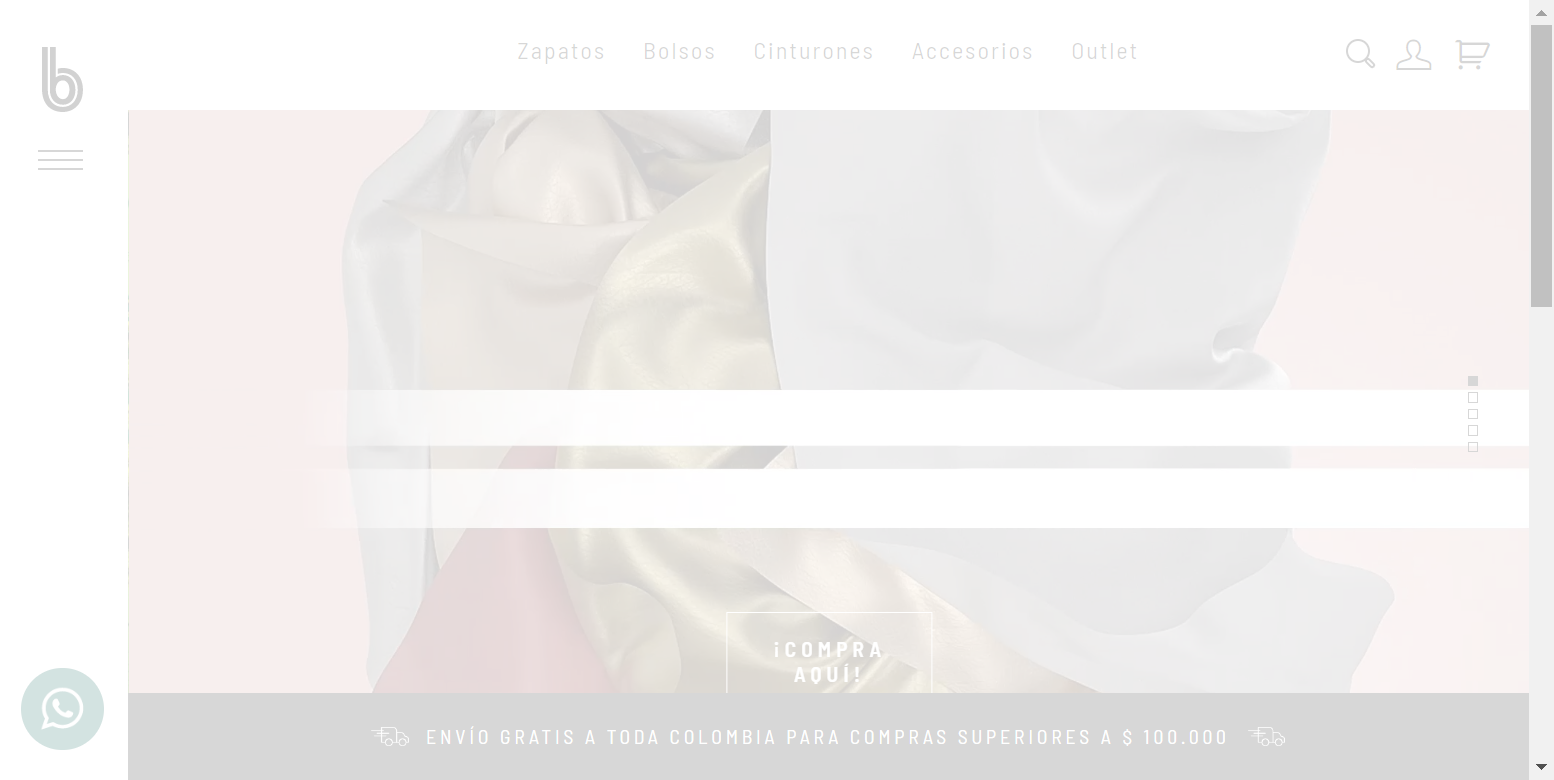 b
Zapatos Bolsos Cinturones Accesorios Outlet
¡COMPRA
AQUÍ!
ENVÍO GRATIS A TODA COLOMBIA PARA COMPRAS SUPERIORES A $ 100.000